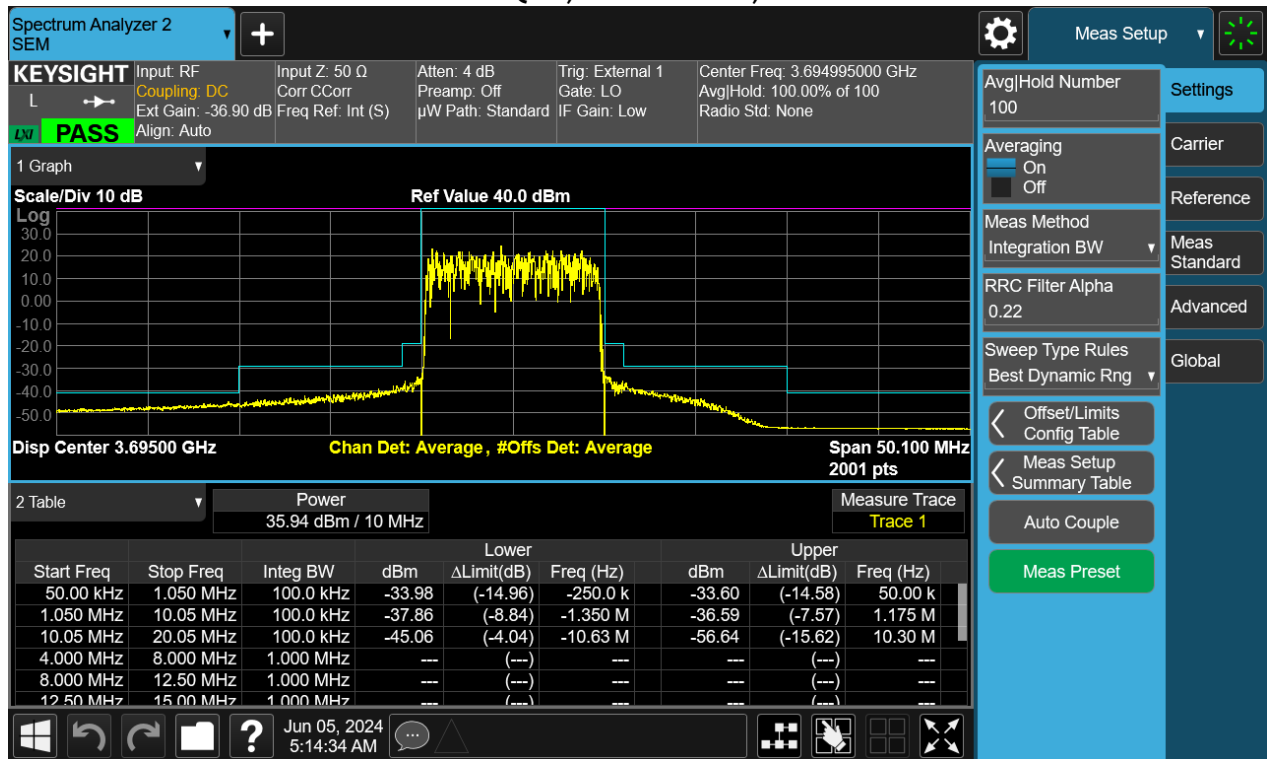 Spectrum Analyzer 2
SEM
Meas Setup
KEYSIGHT
L
LXI
PASS
Input: RF
Coupling: DC
Ext Gain: -36.90 dB
Align: Auto
Input Z: 50 Ω
Corr CCorr
Freq Ref: Int (S)
Atten: 4 dB
Preamp: Off
µW Path: Standard
Trig: External 1
Gate: LO
IF Gain: Low
Center Freq: 3.694995000 GHz
Avg|Hold: 100.00% of 100
Radio Std: None
1 Graph
Scale/Div 10 dB
Ref Value 40.0 dBm
Log
30.0
20.0
10.0
0.00
-10.0
-20.0
-30.0
-40.0
-50.0
Disp Center 3.69500 GHz
Chan Det: Average, #Offs Det: Average
Span 50.100 MHz
2001 pts
2 Table
Power
35.94 dBm / 10 MHz
Measure Trace
Trace 1
Lower Upper
Start Freq Stop Freq Integ BW dBm ∆Limit(dB) Freq (Hz) dBm ∆Limit(dB) Freq (Hz)
50.00 kHz 1.050 MHz 100.0 kHz -33.98 (-14.96) -250.0 k -33.60 (-14.58) 50.00 k
1.050 MHz 10.05 MHz 100.0 kHz -37.86 (-8.84) -1.350 M -36.59 (-7.57) 1.175 M
10.05 MHz 20.05 MHz 100.0 kHz -45.06 (-4.04) -10.63 M -56.64 (-15.62) 10.30 M
4.000 MHz 8.000 MHz 1.000 MHz --- (---) --- --- (---) ---
8.000 MHz 12.50 MHz 1.000 MHz --- (---) --- --- (---) ---
12.50 MHz 15.00 MHz 1.000 MHz --- (---) --- --- (---) ---
?
Jun 05, 2024
5:14:34 AM
Avg|Hold Number
100
Averaging
On
Off
Meas Method
Integration BW
RRC Filter Alpha
0.22
Sweep Type Rules
Best Dynamic Rng
Offset/Limits
Config Table
Meas Setup
Summary Table
Auto Couple
Meas Preset
Settings
Carrier
Reference
Meas
Standard
Advanced
Global